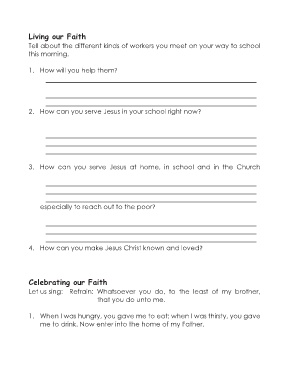 Living our Faith
Tell about the different kinds of workers you meet on your way to school
this morning.
1. How will you help them?
2. How can you serve Jesus in your school right now?
3. How can you serve Jesus at home, in school and in the Church
especially to reach out to the poor?
4. How can you make Jesus Christ known and loved?
Celebrating our Faith
Let us sing: Refrain: Whatsoever you do, to the least of my brother,
that you do unto me.
1. When I was hungry, you gave me to eat; when I was thirsty, you gave
me to drink. Now enter into the home of my Father.